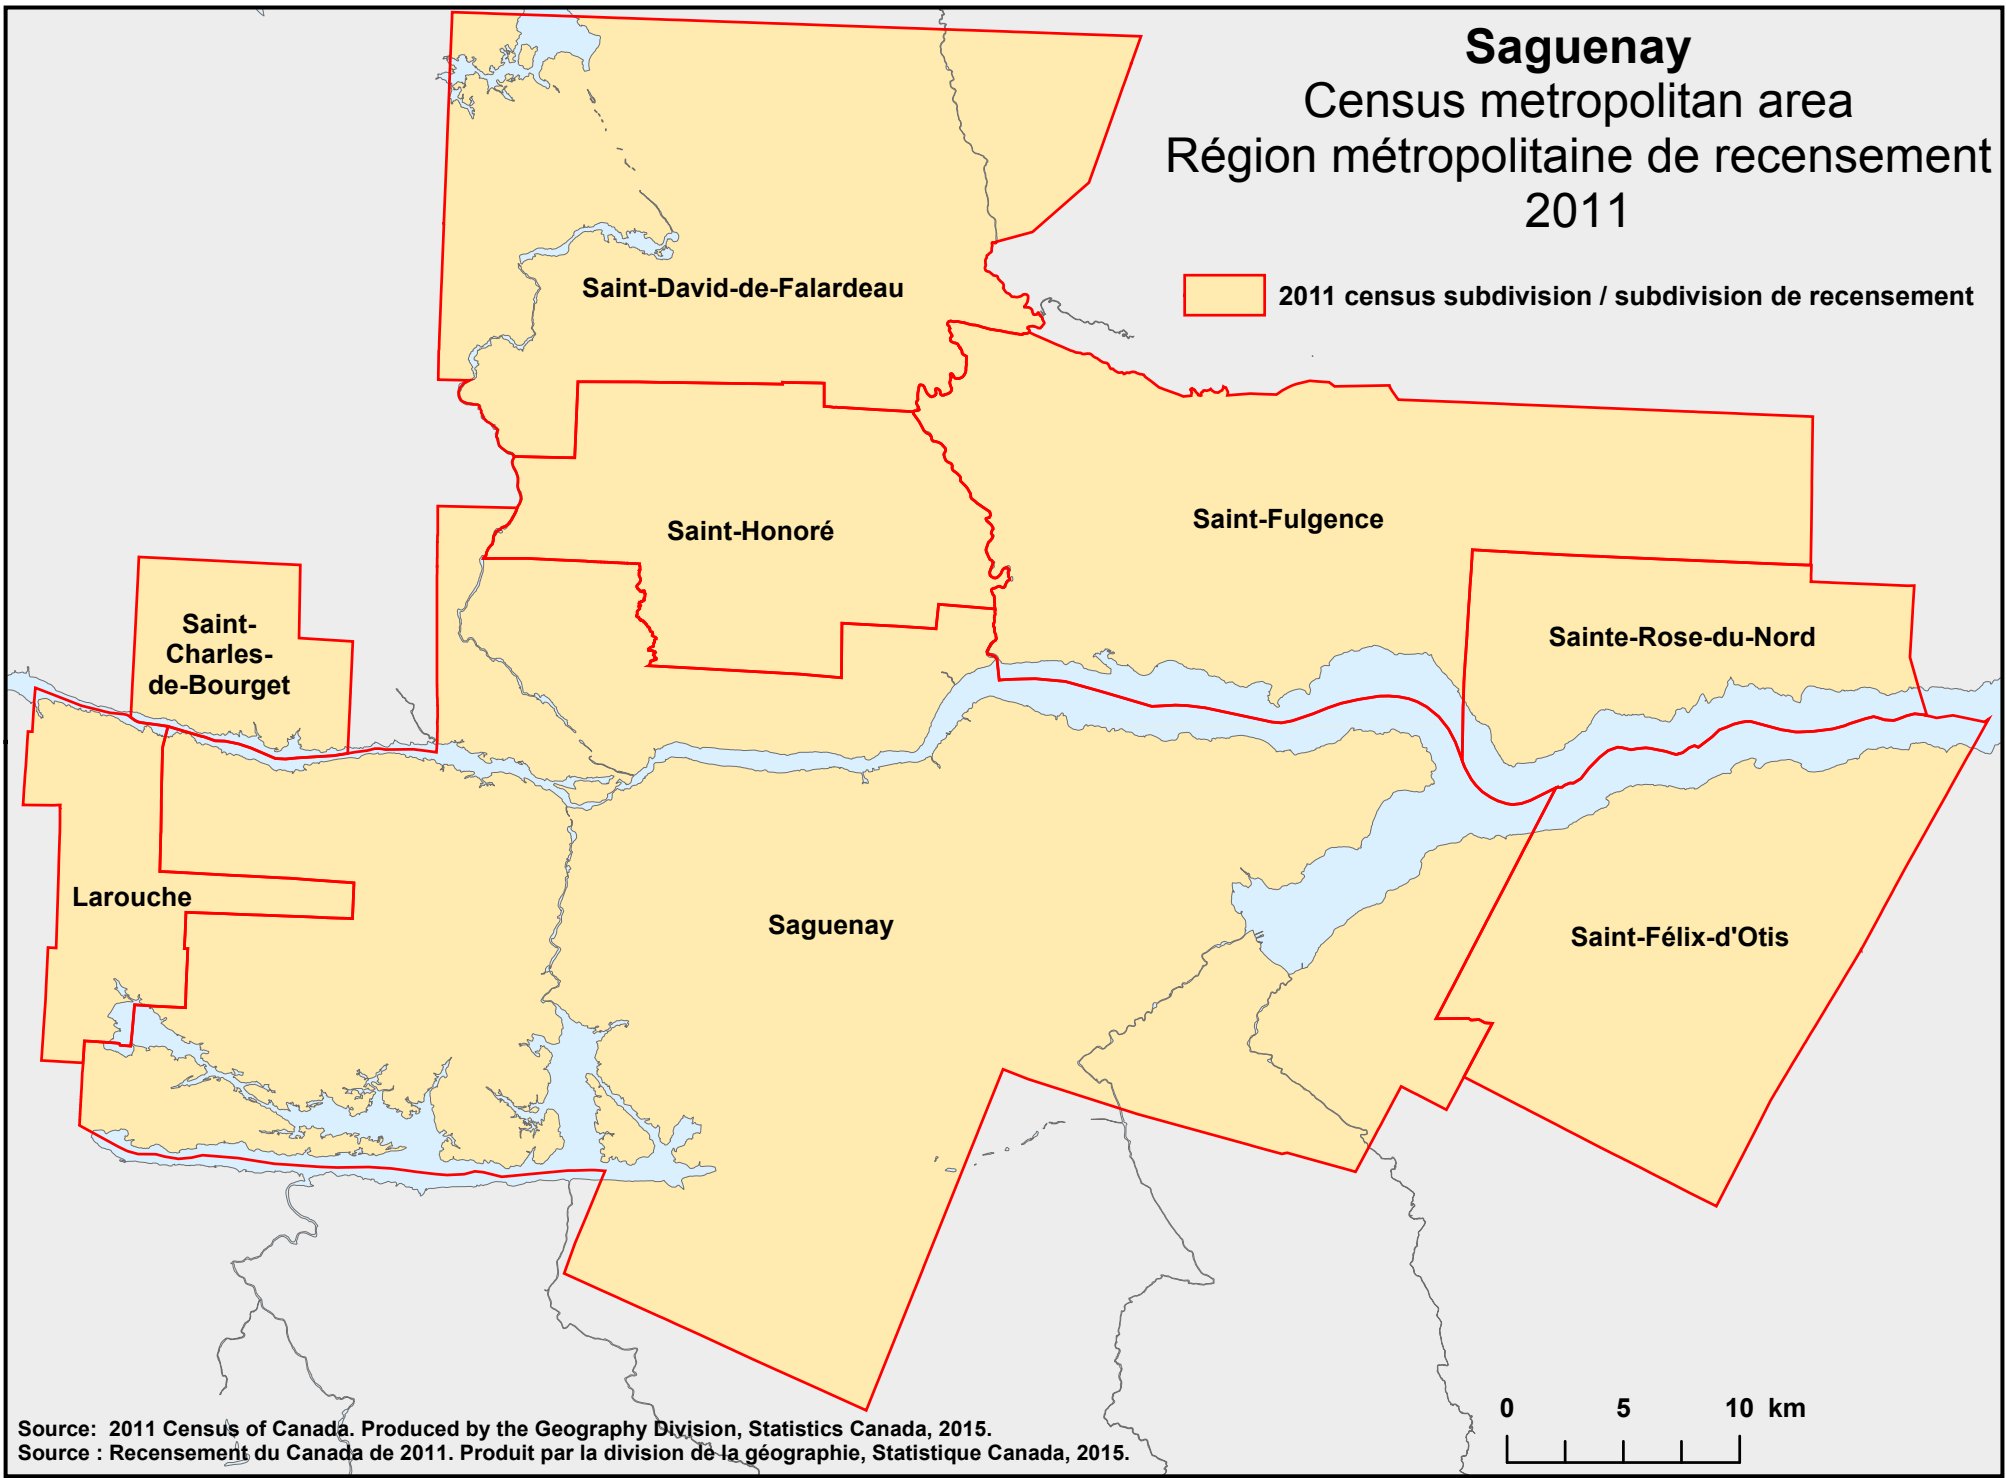 Saguenay
Census metropolitan area
Région métropolitaine de recensement
2011
2011 census subdivision / subdivision de recensement
Saint-David-de-Falardeau
Saint-Honoré
Saint-Fulgence
Saint-
Charles-
de-Bourget
Sainte-Rose-du-Nord
Larouche
Saguenay
Saint-Félix-d'Otis
0 5 10 km
Source: 2011 Census of Canada. Produced by the Geography Division, Statistics Canada, 2015.
Source : Recensement du Canada de 2011. Produit par la division de la géographie, Statistique Canada, 2015.